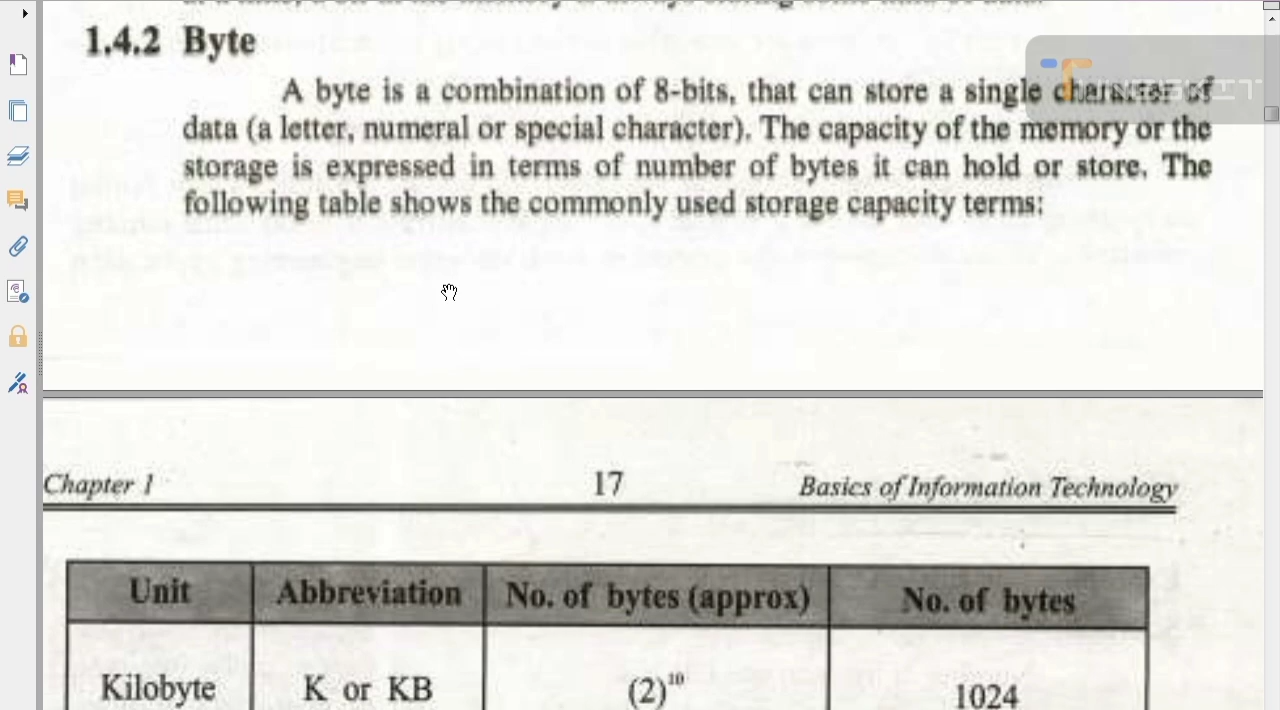 1.4.2 Byte
A byte is a combination of 8-bits, that can store a single character of
data (a letter, numeral or special character). The capacity of the memory or the
storage is expressed in terms of number of bytes it can hold or store. The
following table shows the commonly used storage capacity terms:
Chapter 1 17 Basics of Information Technology
Unit Abbreviation No. of bytes (approx) No. of bytes
Kilobyte K or KB (2)¹⁰ 1024